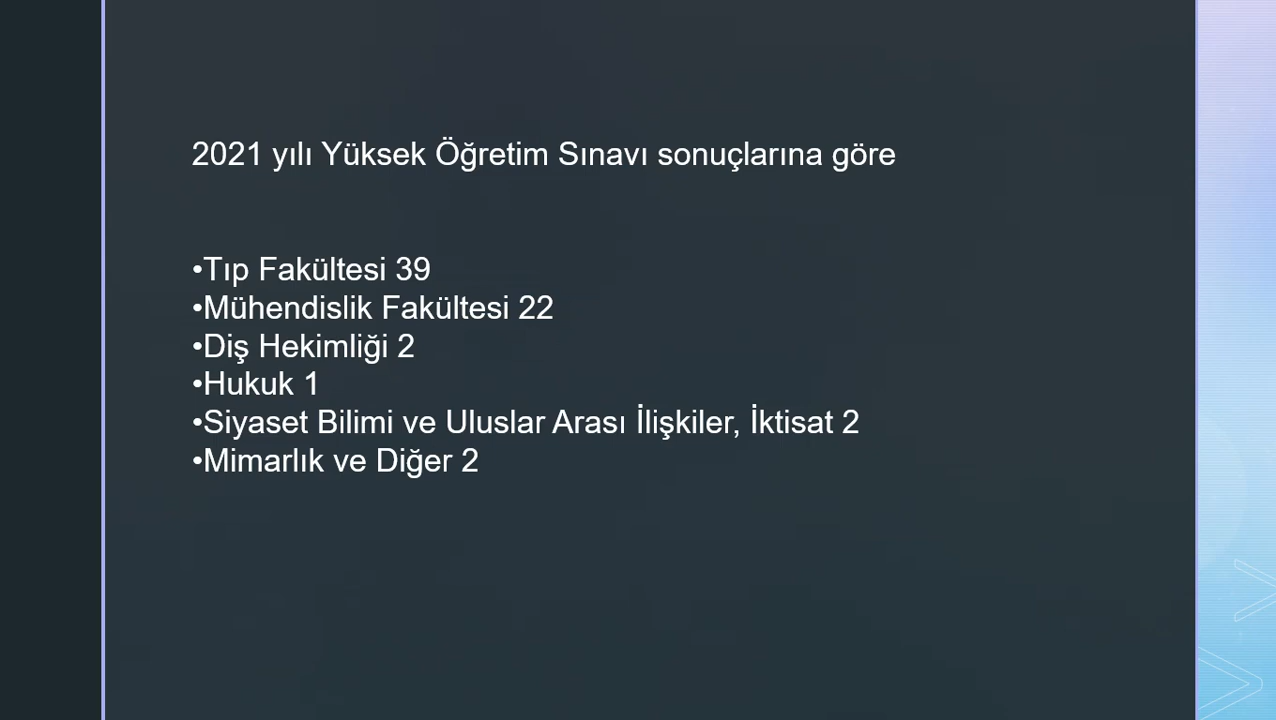 2021 yılı Yüksek Öğretim Sınavı sonuçlarına göre
•Tıp Fakültesi 39
•Mühendislik Fakültesi 22
•Diş Hekimliği 2
•Hukuk 1
•Siyaset Bilimi ve Uluslar Arası İlişkiler, İktisat 2
•Mimarlık ve Diğer 2